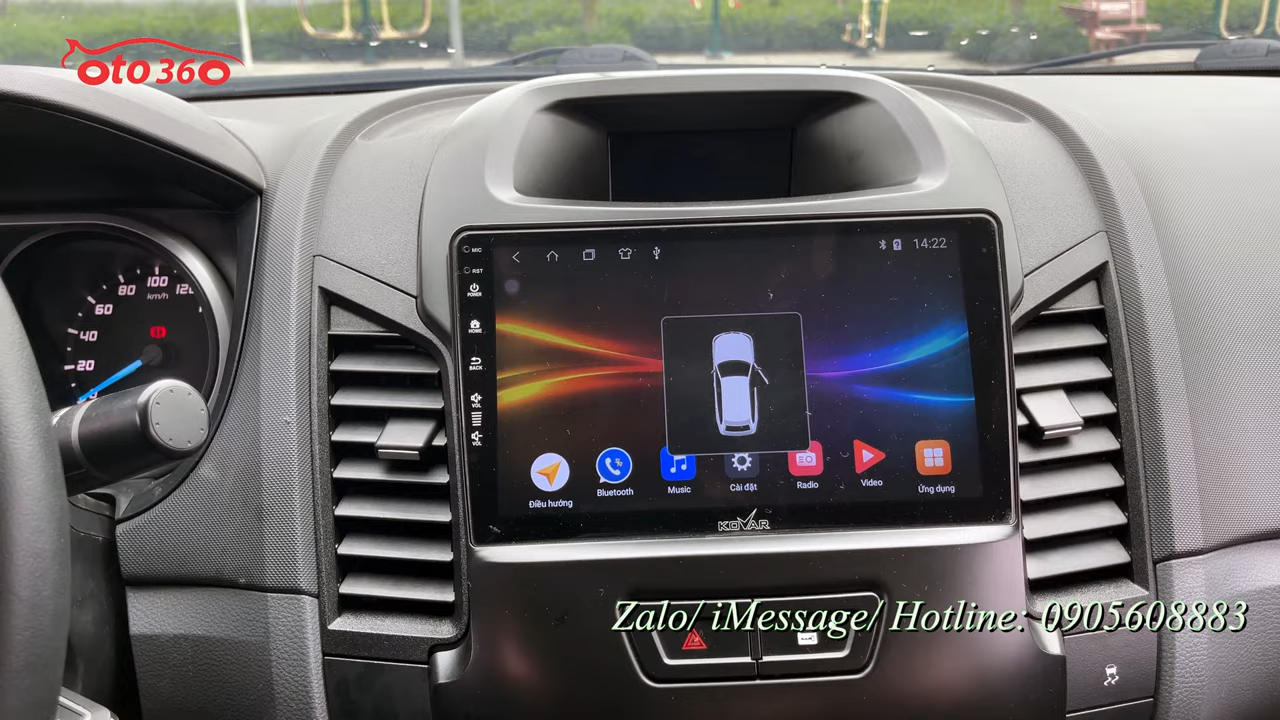 oto360
MIC
RST
POWER
HOME
BACK
VOL
VOL
14:22
120
100
80
60
40
20
km/h
Điều hướng
Bluetooth
Music
Cài đặt
Radio
Video
Ứng dụng
KOVAR
Zalo/ iMessage/ Hotline: 0905608883